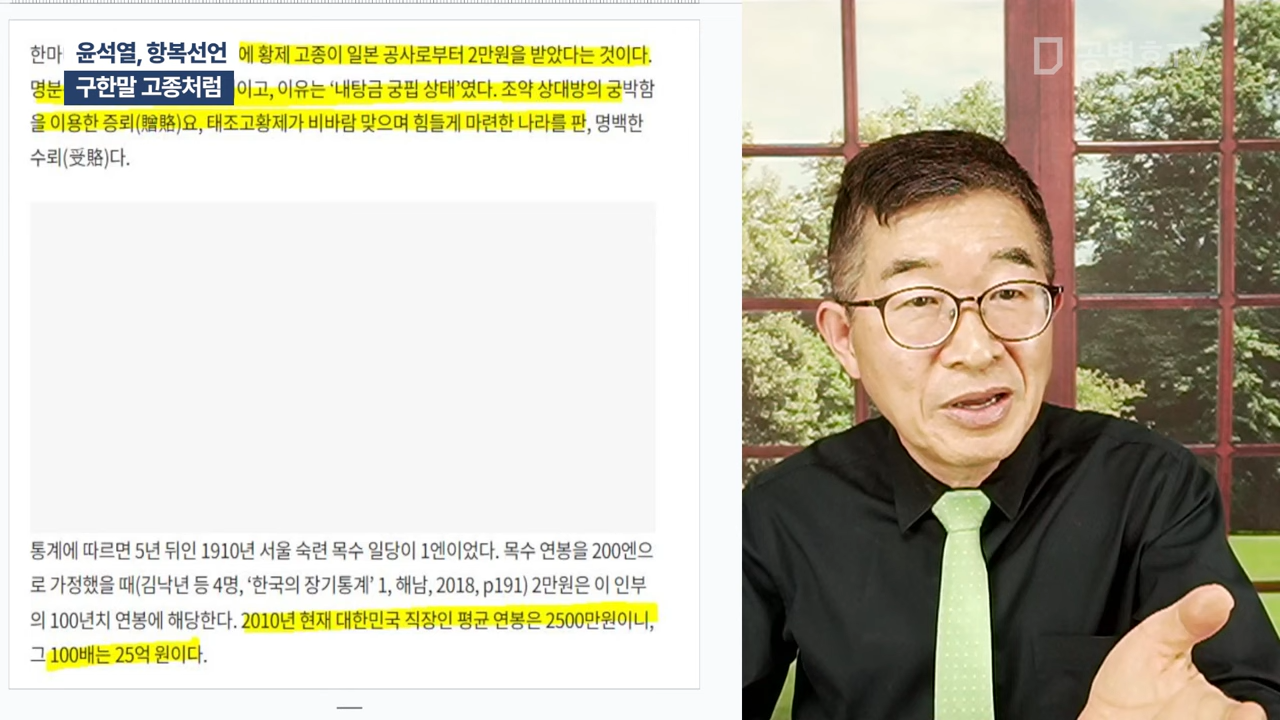 한마
윤석열, 항복선언
에 황제 고종이 일본 공사로부터 2만원을 받았다는 것이다.
구한말 고종처럼
명분
이고, 이유는 ‘내탕금 궁핍 상태’였다. 조약 상대방의 궁박함
을 이용한 증뢰(贈賂)요, 태조고황제가 비바람 맞으며 힘들게 마련한 나라를 판, 명백한
수뢰(受賂)다.
통계에 따르면 5년 뒤인 1910년 서울 숙련 목수 일당이 1엔이었다. 목수 연봉을 200엔으
로 가정했을 때(김낙년 등 4명, ‘한국의 장기통계’ 1, 해남, 2018, p191) 2만원은 이 인부
의 100년치 연봉에 해당한다. 2010년 현재 대한민국 직장인 평균 연봉은 2500만원이니,
그 100배는 25억 원이다.
공병호TV